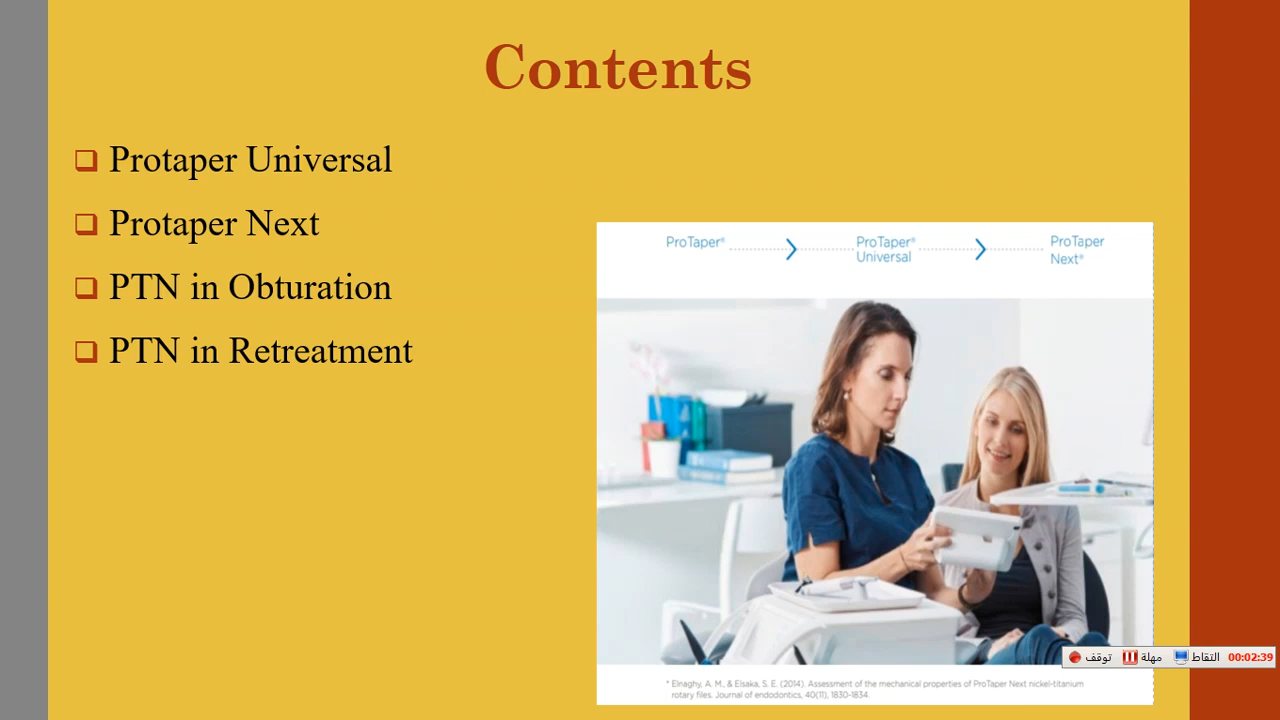 Contents
Protaper Universal
Protaper Next
PTN in Obturation
PTN in Retreatment
ProTaper®
ProTaper®
Universal
ProTaper
Next®
* Elnaghy, A. M., & Elsaka, S. E. (2014). Assessment of the mechanical properties of ProTaper Next nickel-titanium
rotary files. Journal of endodontics, 40(11), 1830-1834.
توقف مهلة التقاط 00:02:39